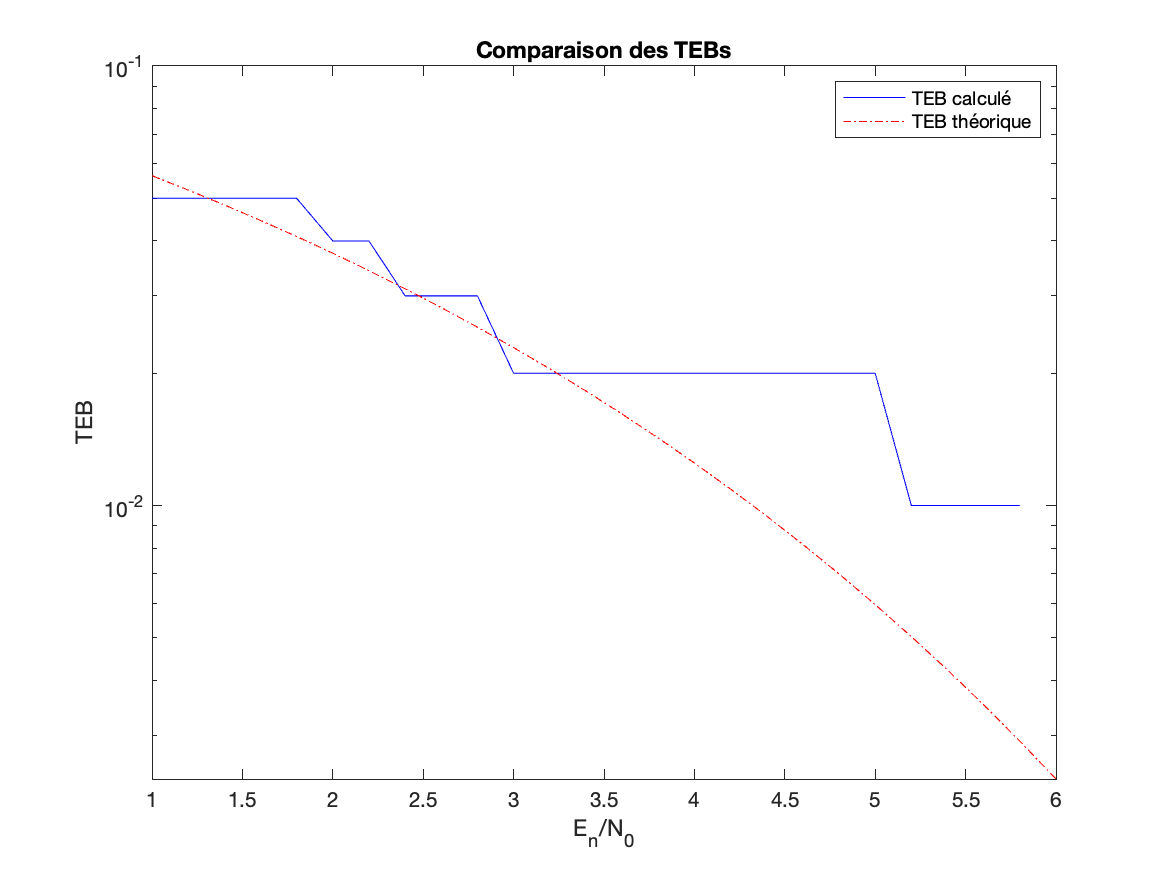 Comparaison des TEBs
10^-1
10^-2
TEB
TEB calculé
TEB théorique
1 1.5 2 2.5 3 3.5 4 4.5 5 5.5 6
E_n/N_0